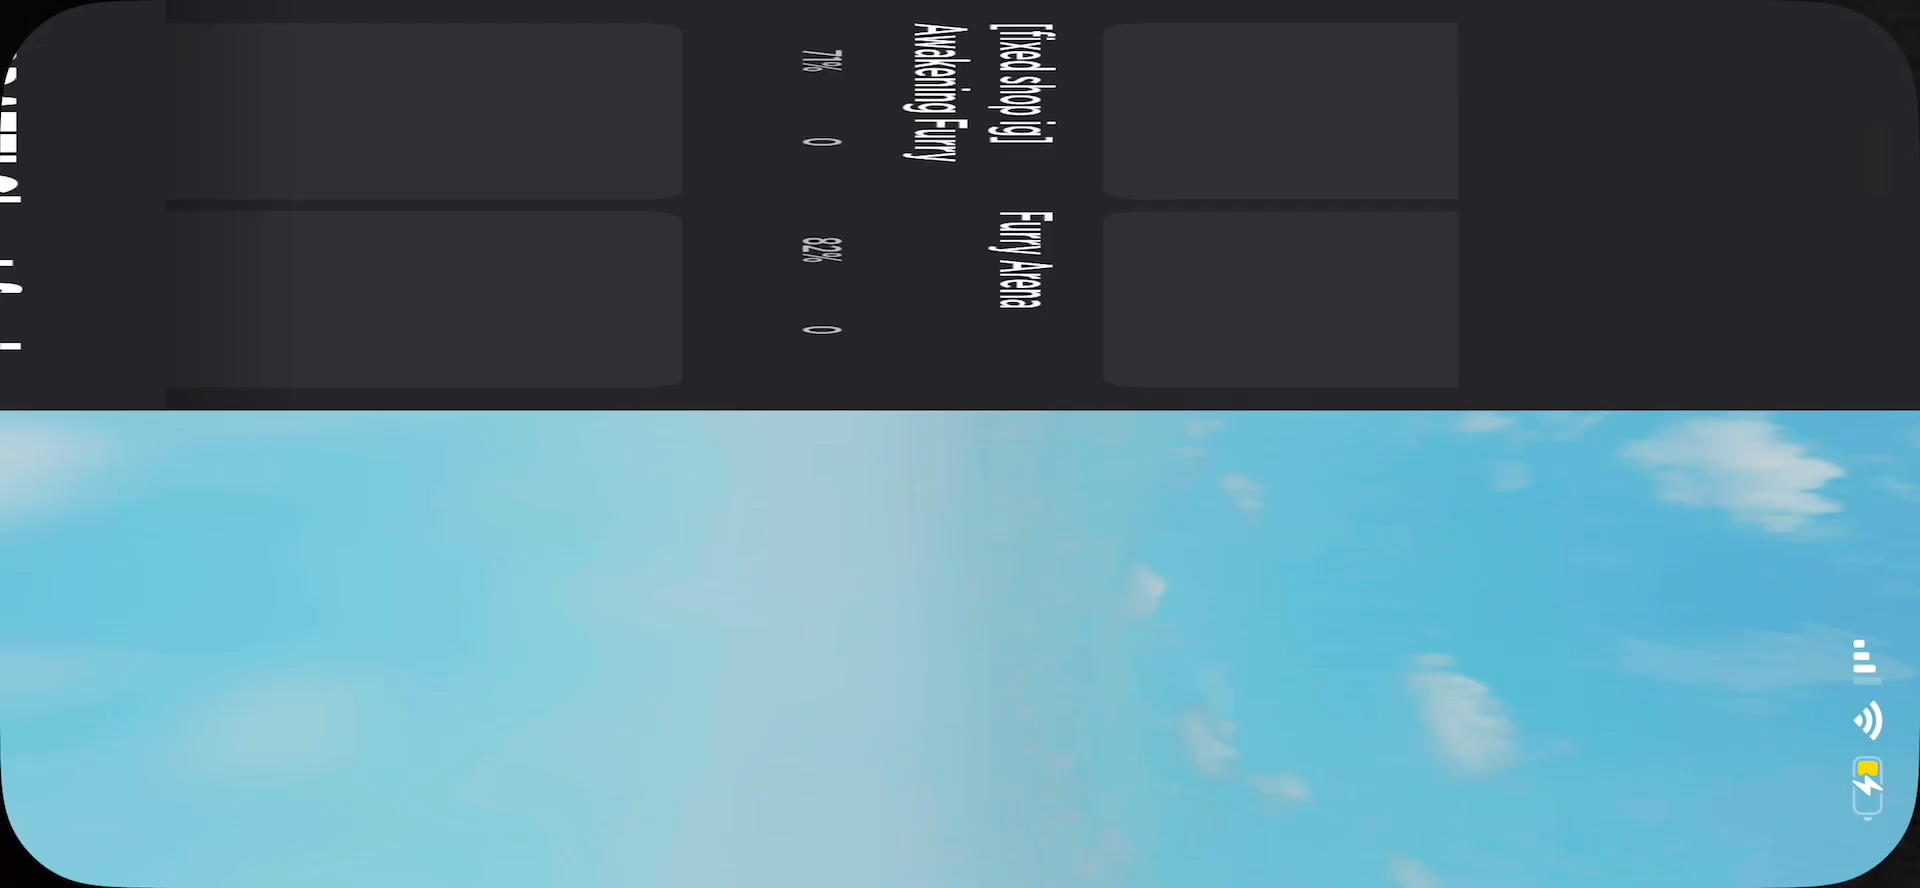 [fixed shop ig]
Awakening Furry
71%
0
Furry Arena
82%
0